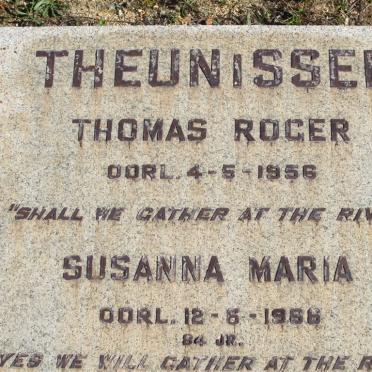 THEUNISSEN
THOMAS ROGER
OORL. 4-5-1956
"SHALL WE GATHER AT THE RIV
SUSANNA MARIA
OORL. 12-6-1968
84 JR.
YES WE WILL GATHER AT THE R